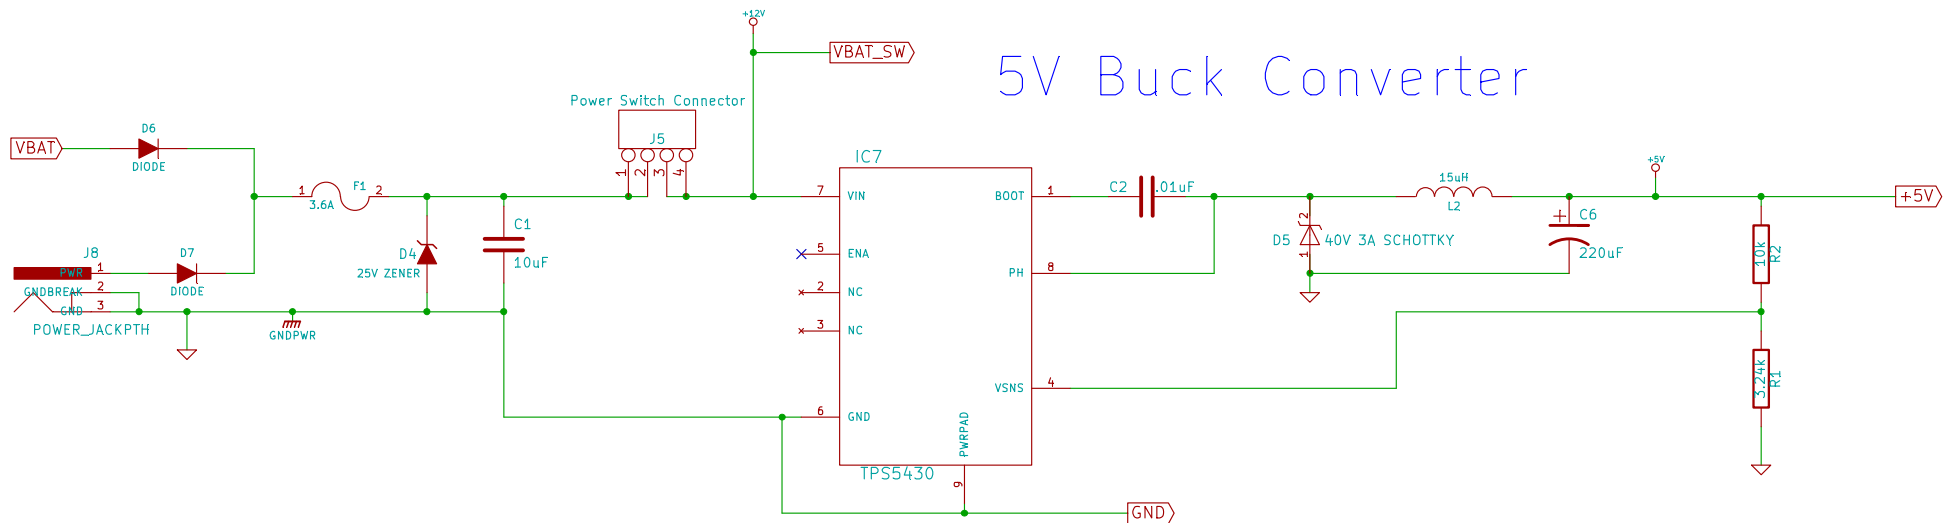 +12V
VBAT_SW
5V Buck Converter
Power Switch Connector
J5
1
2
3
4
VBAT
D6
DIODE
1
F1
2
3.6A
J8
PWR
1
D7
DIODE
GNDBREAK
2
GND
3
POWER_JACKPTH
GNDPWR
D4
25V ZENER
C1
10uF
IC7
7
VIN
5
ENA
2
NC
3
NC
6
GND
BOOT
1
PH
8
VSNS
4
PWRPAD
9
TPS5430
GND
C2
.01uF
D5
2
1
40V 3A SCHOTTKY
15uH
L2
C6
220uF
+5V
+5V
10k
R2
3.24k
R1